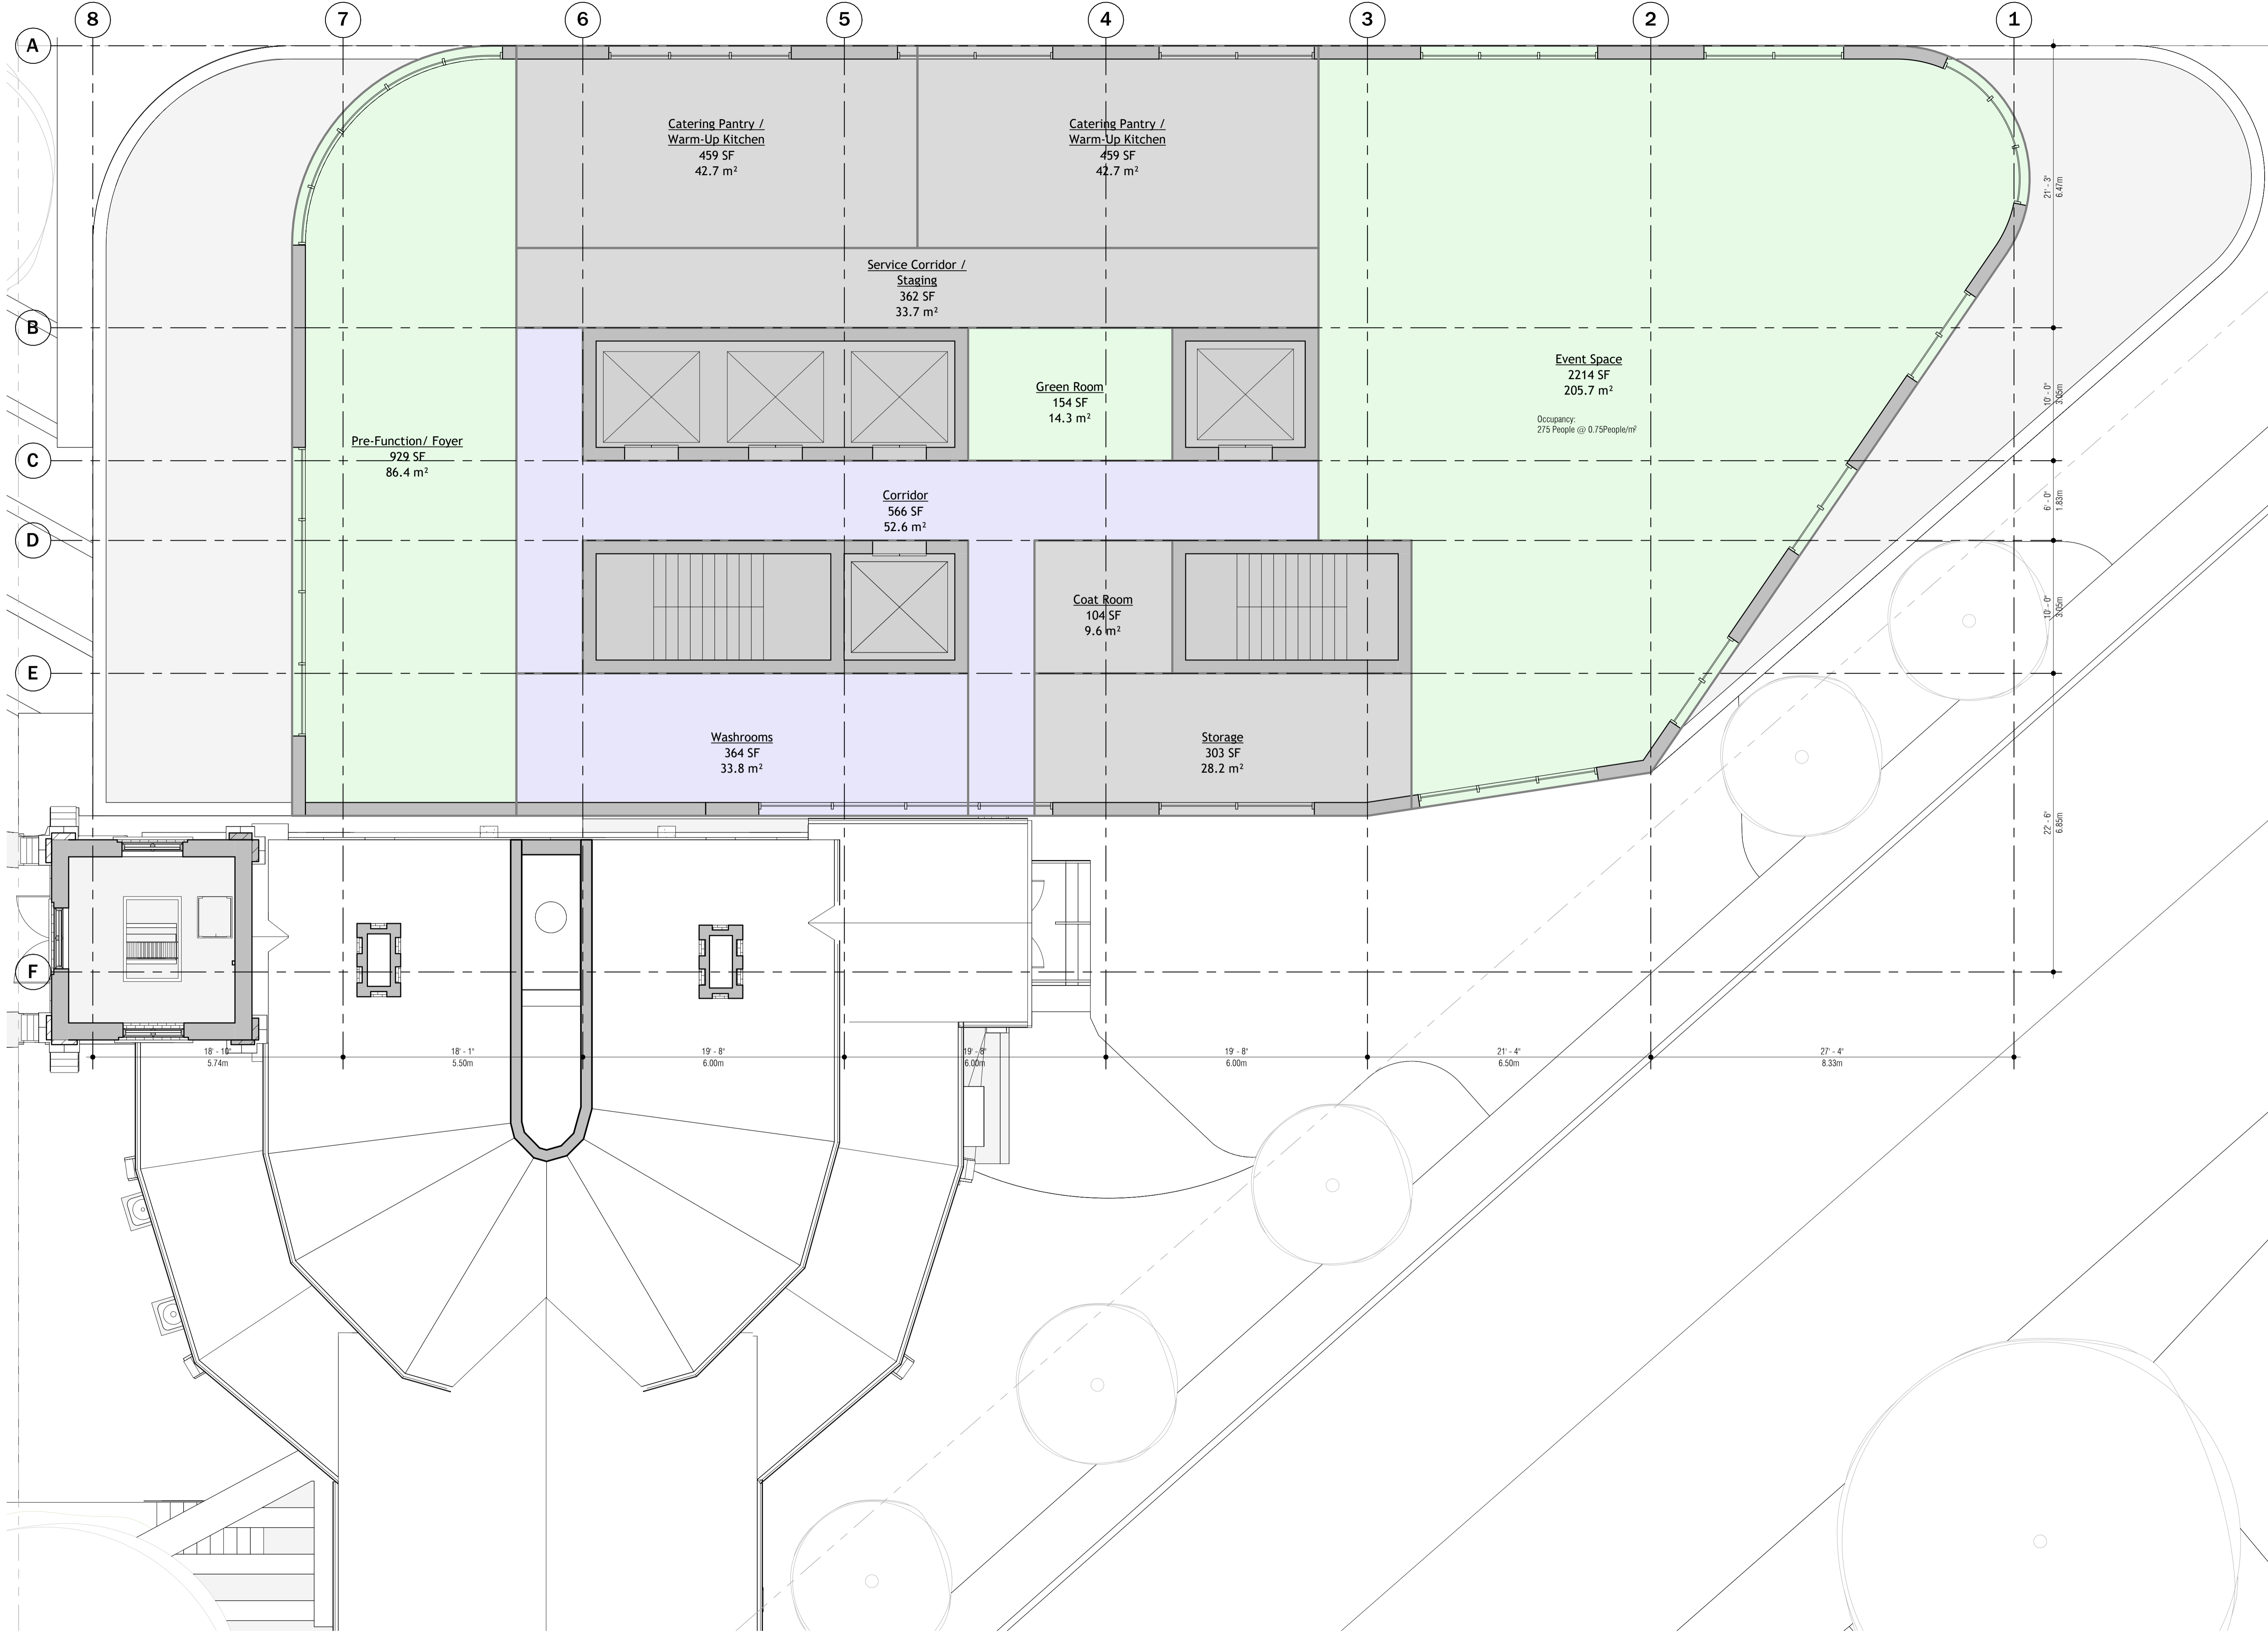 8
7
6
5
4
3
2
1
A
B
C
D
E
F
Catering Pantry /
Warm-Up Kitchen
459 SF
42.7 m²
Catering Pantry /
Warm-Up Kitchen
459 SF
42.7 m²
Service Corridor /
Staging
362 SF
33.7 m²
Green Room
154 SF
14.3 m²
Event Space
2214 SF
205.7 m²
Occupancy:
275 People @ 0.75People/m²
Pre-Function/ Foyer
929 SF
86.4 m²
Corridor
566 SF
52.6 m²
Coat Room
104 SF
9.6 m²
Washrooms
364 SF
33.8 m²
Storage
303 SF
28.2 m²
21' - 3"
6.47m
10' - 0"
3.05m
6' - 0"
1.83m
10' - 0"
3.05m
22' - 6"
6.85m
18' - 10"
5.74m
18' - 1"
5.50m
19' - 8"
6.00m
19' - 8"
6.00m
19' - 8"
6.00m
21' - 4"
6.50m
27' - 4"
8.33m